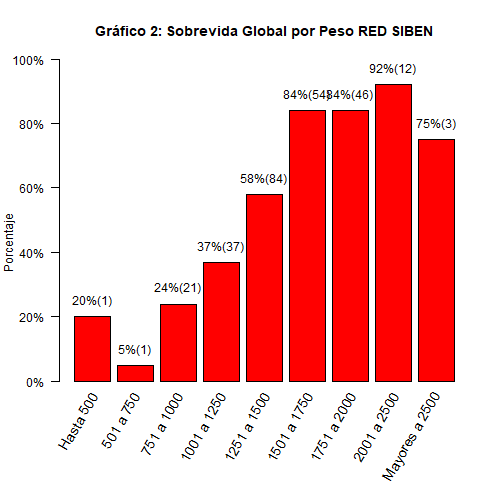 Gráfico 2: Sobrevida Global por Peso RED SIBEN
100%
80%
60%
40%
20%
0%
Porcentaje
20%(1)
5%(1)
24%(21)
37%(37)
58%(84)
84%(54)
84%(46)
92%(12)
75%(3)
Hasta 500
501 a 750
751 a 1000
1001 a 1250
1251 a 1500
1501 a 1750
1751 a 2000
2001 a 2500
Mayores a 2500